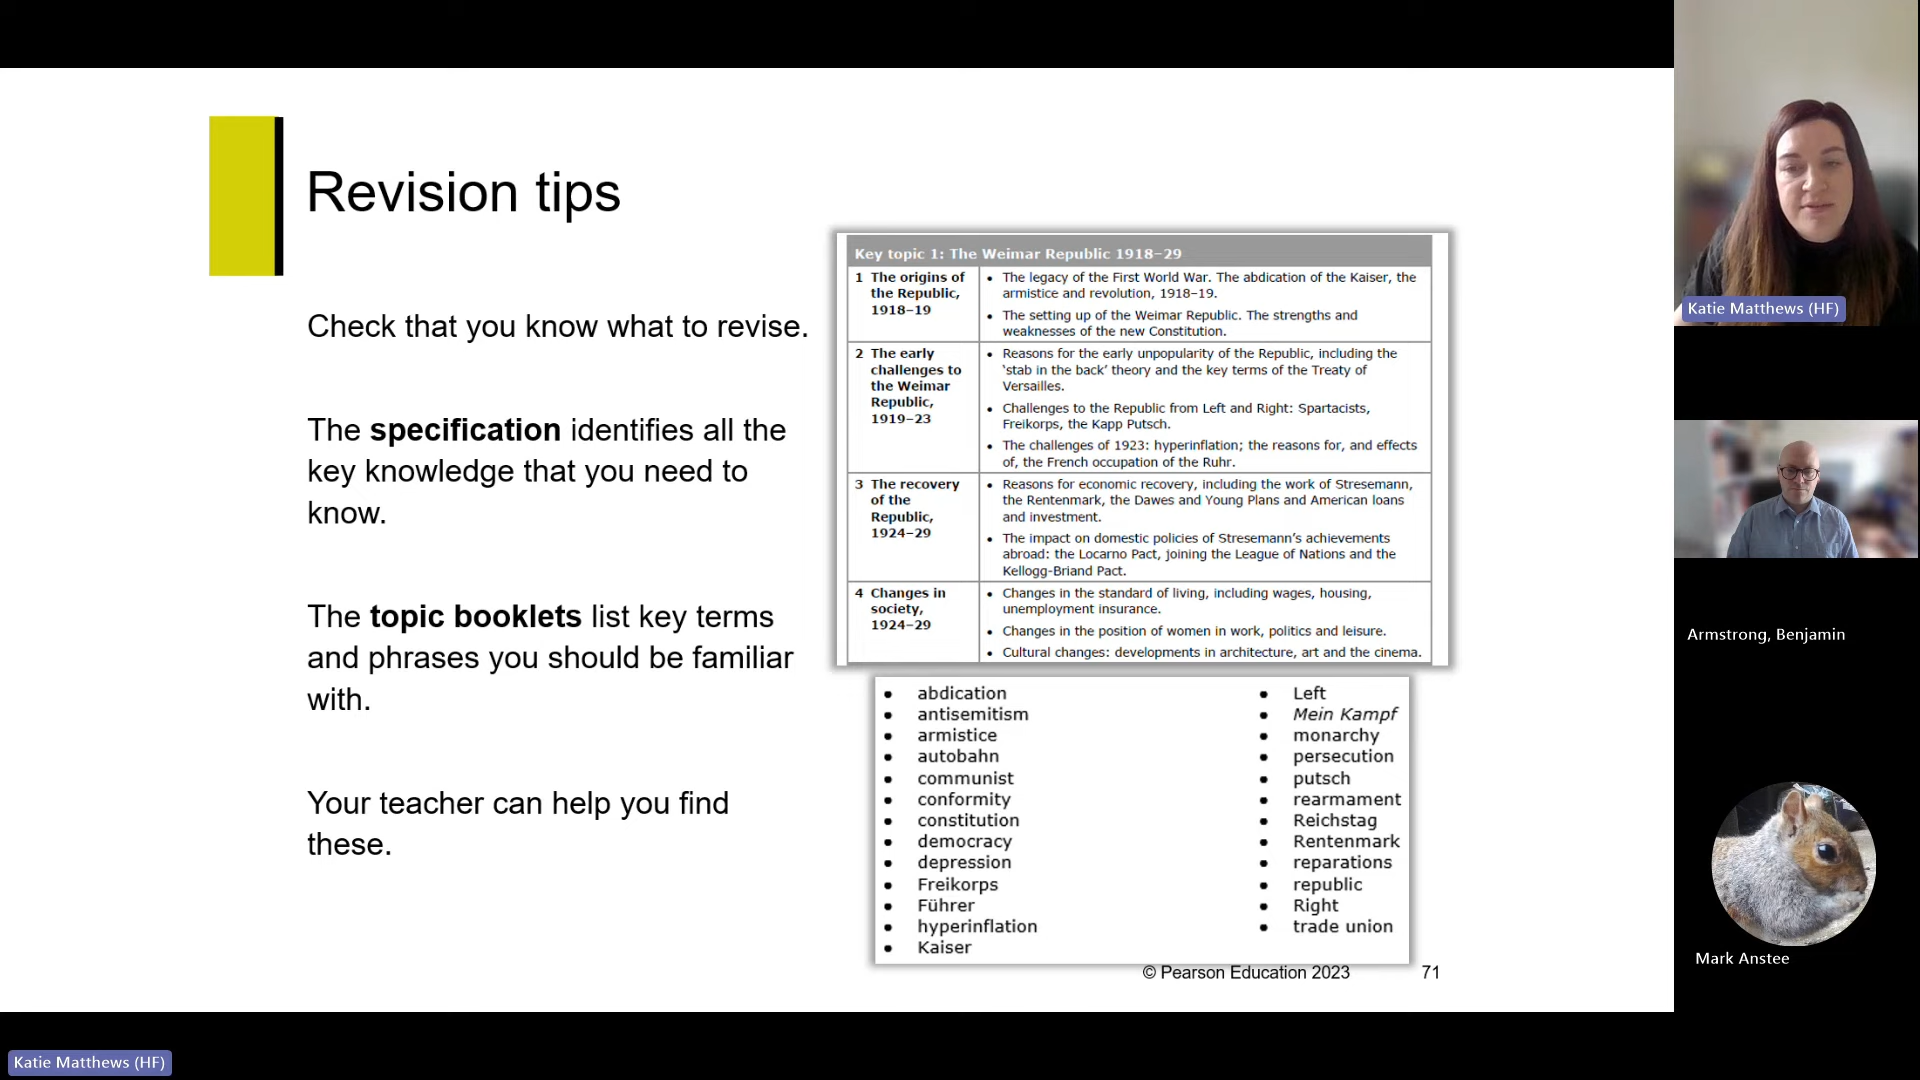 Revision tips
Check that you know what to revise.
The specification identifies all the
key knowledge that you need to
know.
The topic booklets list key terms
and phrases you should be familiar
with.
Your teacher can help you find
these.
Key topic 1: The Weimar Republic 1918–29
1 The origins of
the Republic,
1918–19
• The legacy of the First World War. The abdication of the Kaiser, the
armistice and revolution, 1918–19.
• The setting up of the Weimar Republic. The strengths and
weaknesses of the new Constitution.
2 The early
challenges to
the Weimar
Republic,
1919–23
• Reasons for the early unpopularity of the Republic, including the
‘stab in the back’ theory and the key terms of the Treaty of
Versailles.
• Challenges to the Republic from Left and Right: Spartacists,
Freikorps, the Kapp Putsch.
• The challenges of 1923: hyperinflation; the reasons for, and effects
of, the French occupation of the Ruhr.
3 The recovery
of the
Republic,
1924–29
• Reasons for economic recovery, including the work of Stresemann,
the Rentenmark, the Dawes and Young Plans and American loans
and investment.
• The impact on domestic policies of Stresemann’s achievements
abroad: the Locarno Pact, joining the League of Nations and the
Kellogg-Briand Pact.
4 Changes in
society,
1924–29
• Changes in the standard of living, including wages, housing,
unemployment insurance.
• Changes in the position of women in work, politics and leisure.
• Cultural changes: developments in architecture, art and the cinema.
• abdication
• antisemitism
• armistice
• autobahn
• communist
• conformity
• constitution
• democracy
• depression
• Freikorps
• Führer
• hyperinflation
• Kaiser
• Left
• Mein Kampf
• monarchy
• persecution
• putsch
• rearmament
• Reichstag
• Rentenmark
• reparations
• republic
• Right
• trade union
© Pearson Education 2023
71
Katie Matthews (HF)
Armstrong, Benjamin
Mark Anstee
Katie Matthews (HF)